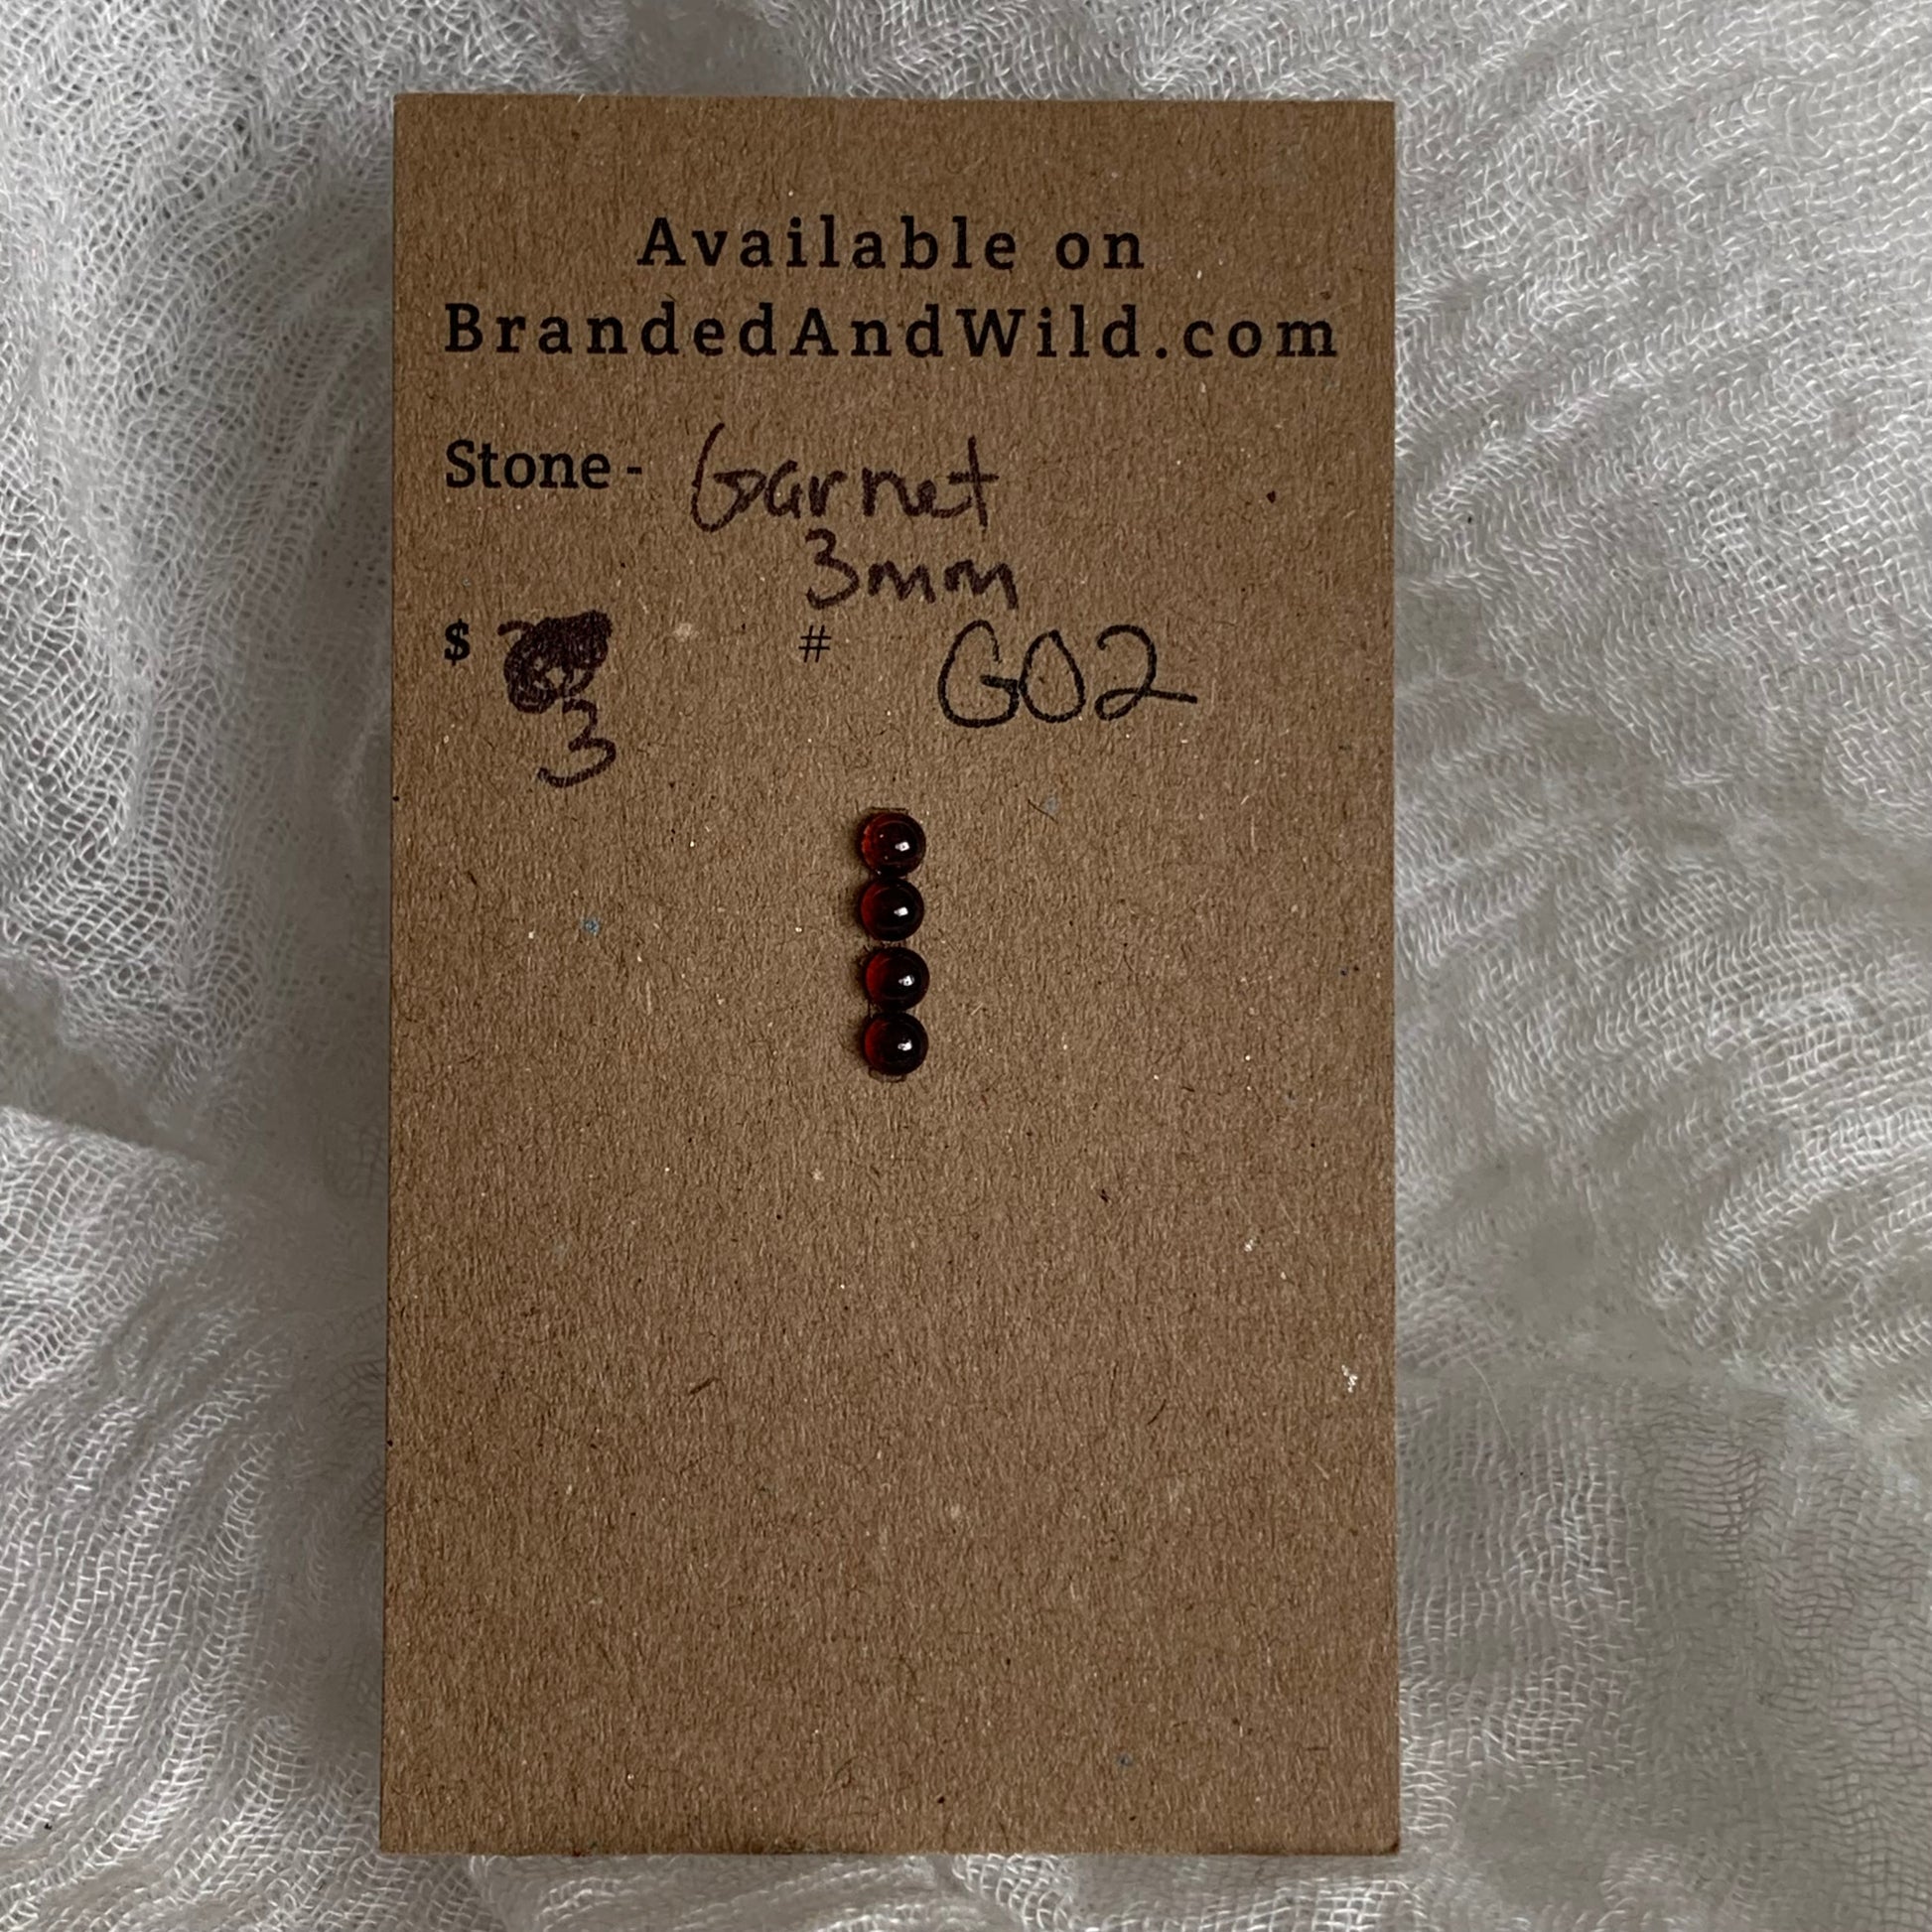 Available on
BrandedAndWild.com
Stone - Garnet
3mm
$ # G02
3